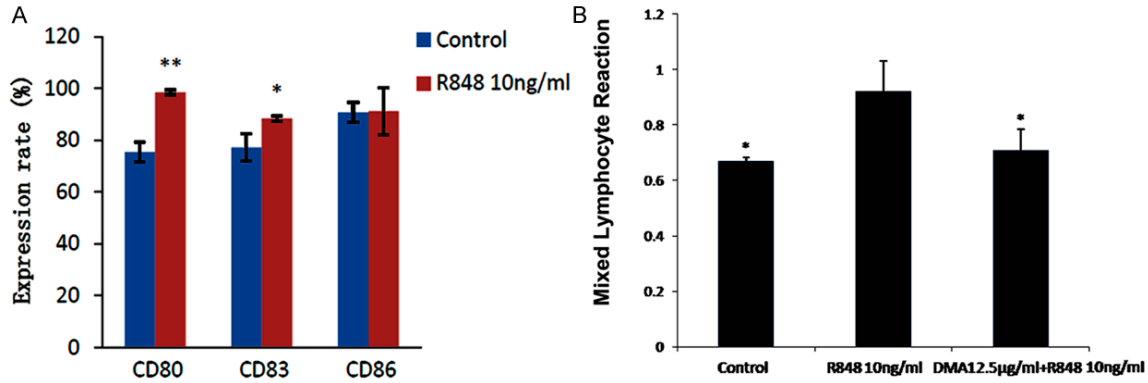 A
Expression rate (%)
120
100
80
60
40
20
0
**
*
CD80
CD83
CD86
Control
R848 10ng/ml
B
Mixed Lymphocyte Reaction
1.2
1
0.8
0.6
0.4
0.2
0
*
*
Control
R848 10ng/ml
DMA12.5µg/ml+R848 10ng/ml